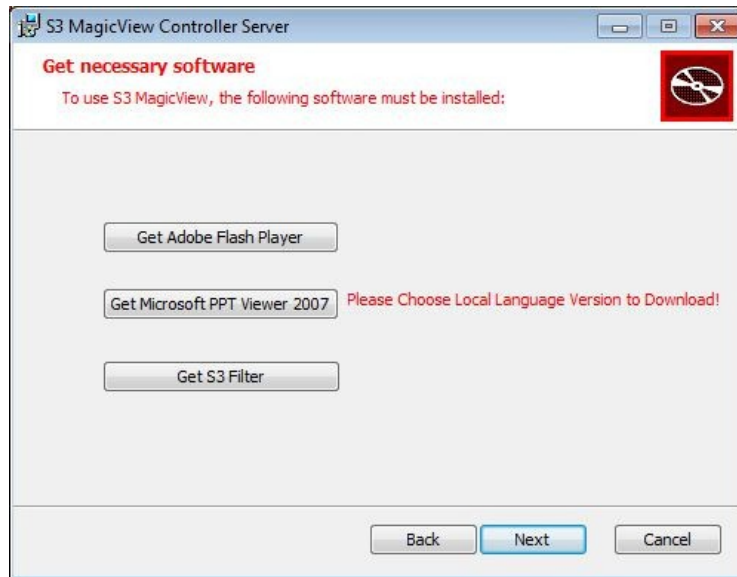 S3 MagicView Controller Server
Get necessary software
To use S3 MagicView, the following software must be installed:
Get Adobe Flash Player
Get Microsoft PPT Viewer 2007 Please Choose Local Language Version to Download!
Get S3 Filter
Back Next Cancel